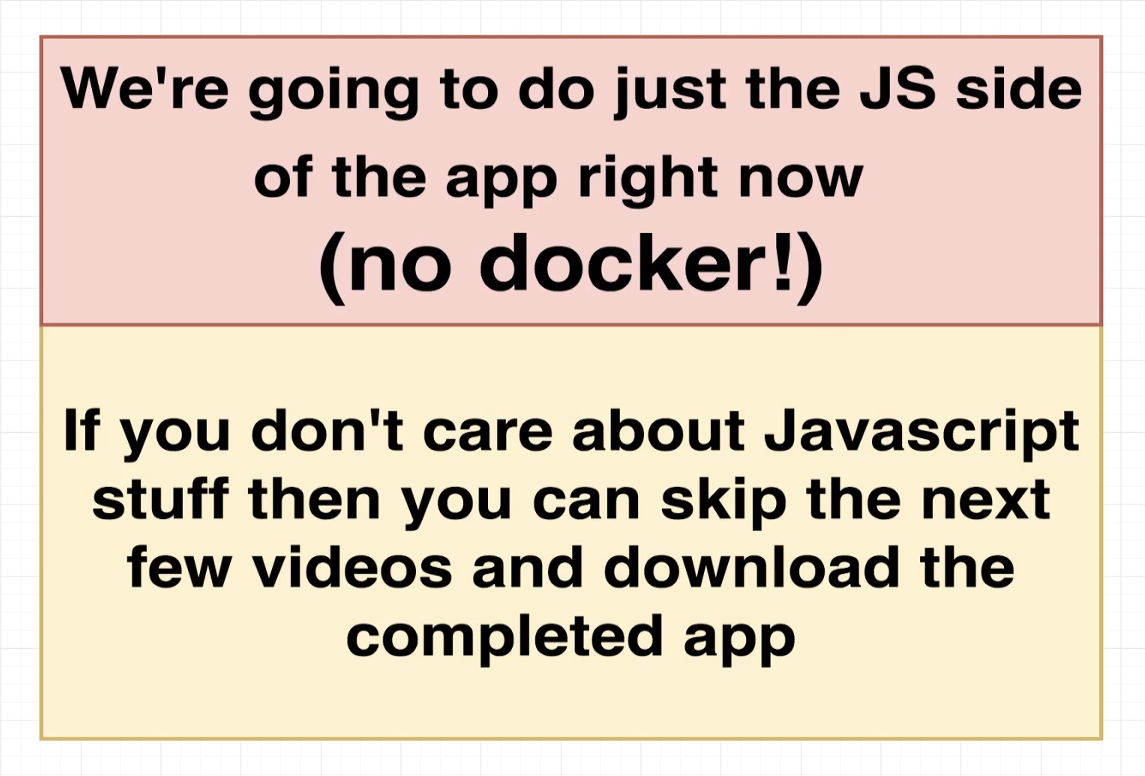 We're going to do just the JS side
of the app right now
(no docker!)
If you don't care about Javascript
stuff then you can skip the next
few videos and download the
completed app